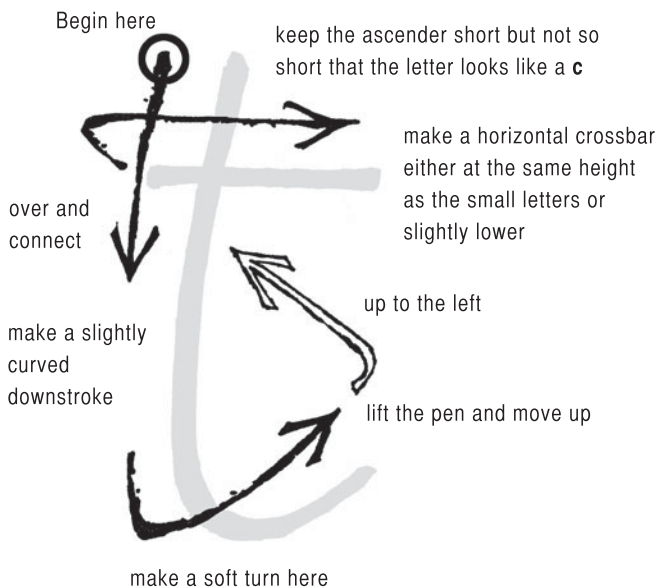 Begin here
keep the ascender short but not so
short that the letter looks like a c
make a horizontal crossbar
either at the same height
as the small letters or
slightly lower
over and
connect
up to the left
make a slightly
curved
downstroke
lift the pen and move up
make a soft turn here